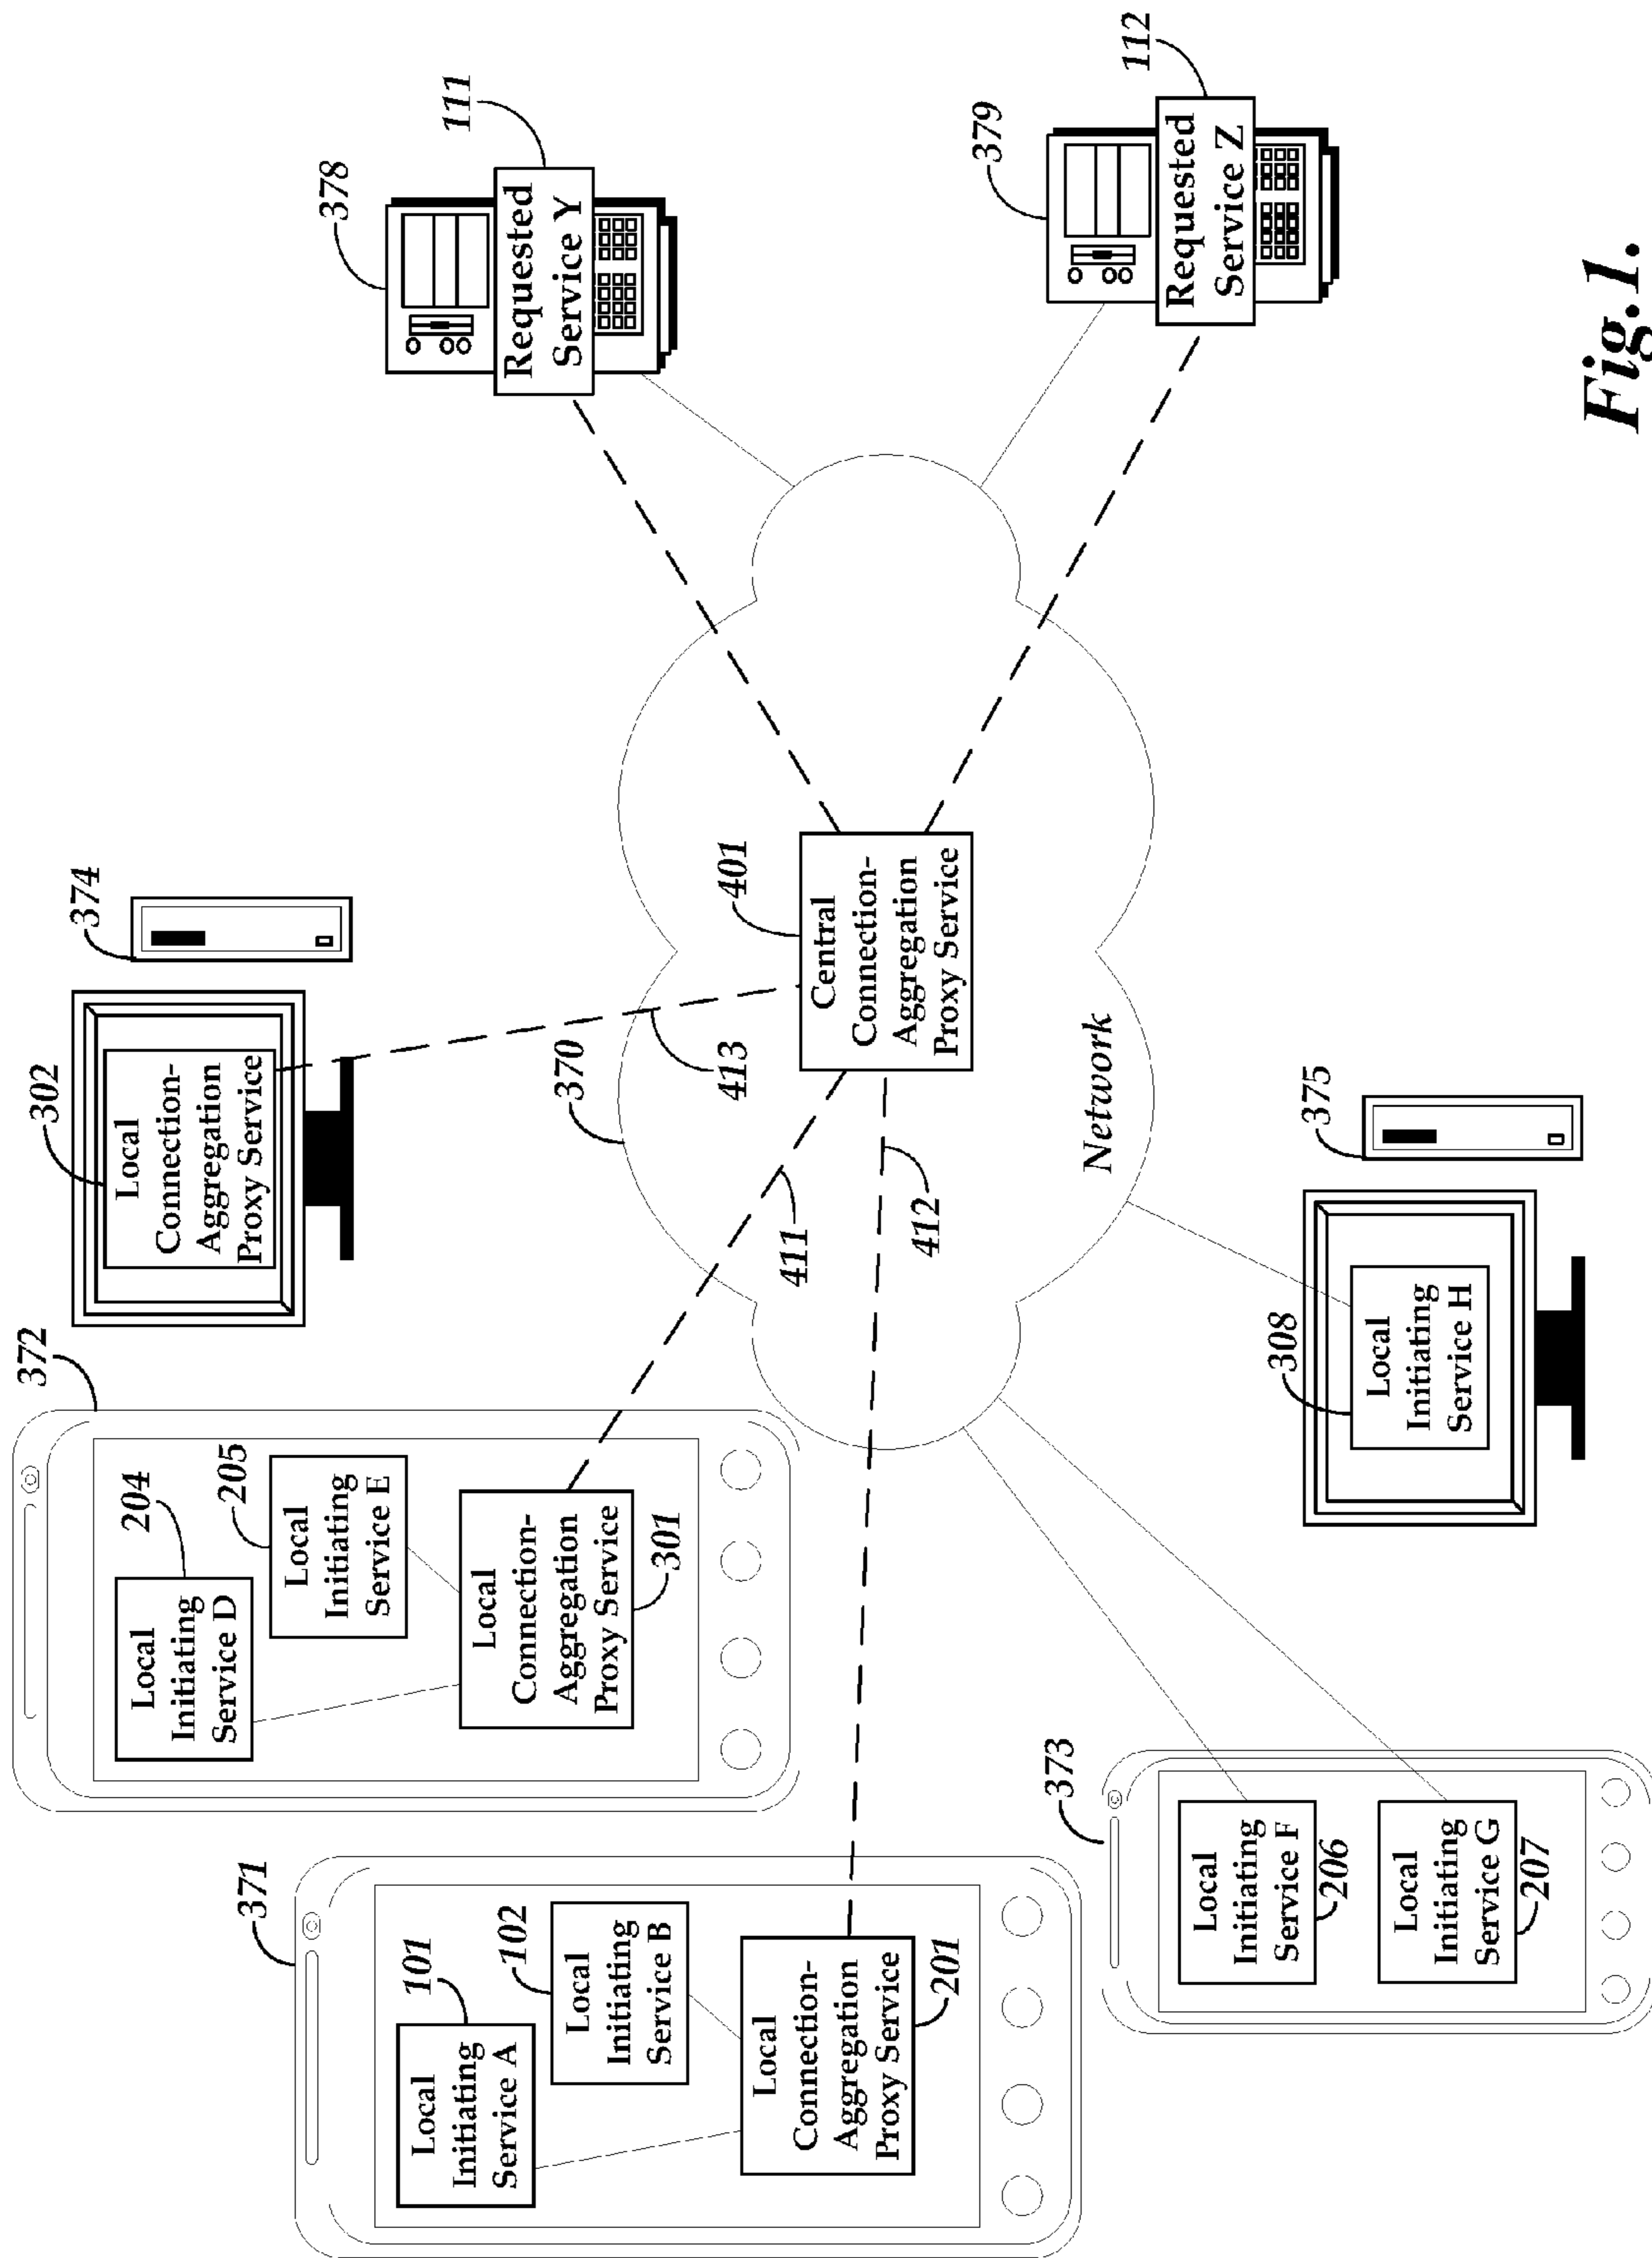 372
204
Local
Initiating
Service D
205
Local
Initiating
Service E
Local
Connection-
Aggregation
Proxy Service
301
302
Local
Connection-
Aggregation
Proxy Service
374
378
Requested
Service Y
111
371
101
Local
Initiating
Service A
102
Local
Initiating
Service B
Local
Connection-
Aggregation
Proxy Service
201
370
413
411
412
401
Central
Connection-
Aggregation
Proxy Service
Network
379
Requested
Service Z
112
373
Local
Initiating
Service F
206
Local
Initiating
Service G
207
308
Local
Initiating
Service H
375
Fig.1.